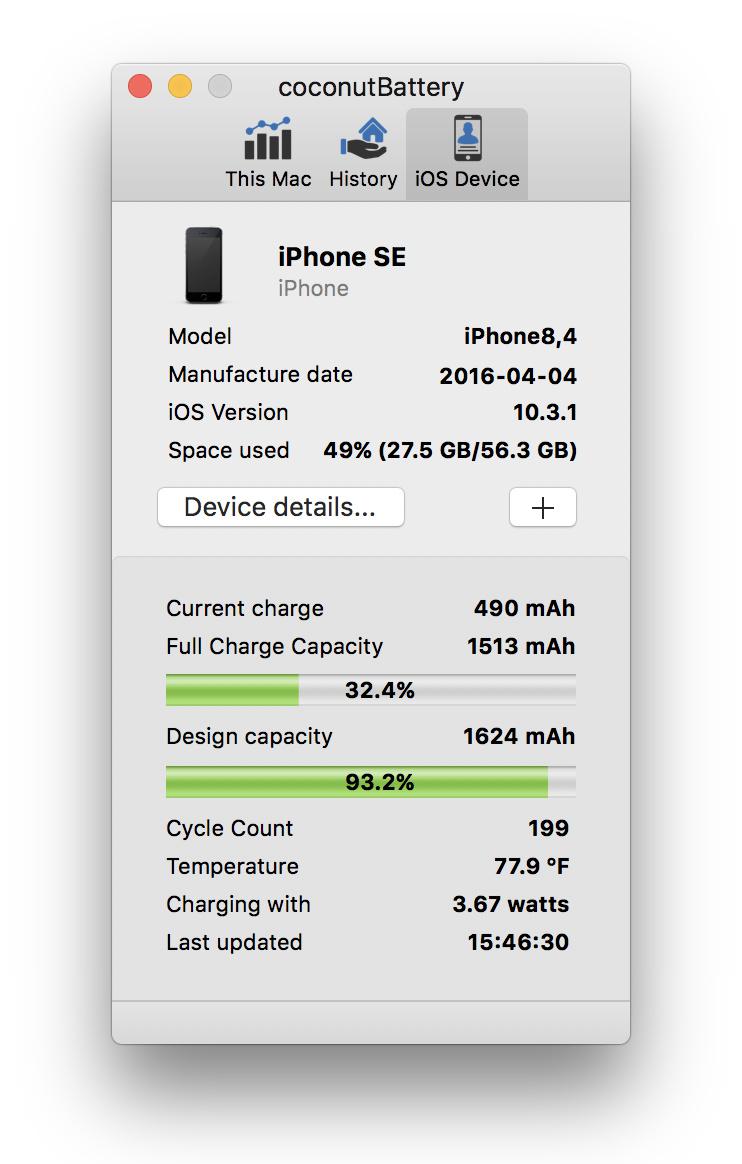 coconutBattery
This Mac History iOS Device
iPhone SE
iPhone
Model iPhone8,4
Manufacture date 2016-04-04
iOS Version 10.3.1
Space used 49% (27.5 GB/56.3 GB)
Device details... +
Current charge 490 mAh
Full Charge Capacity 1513 mAh
32.4%
Design capacity 1624 mAh
93.2%
Cycle Count 199
Temperature 77.9 °F
Charging with 3.67 watts
Last updated 15:46:30